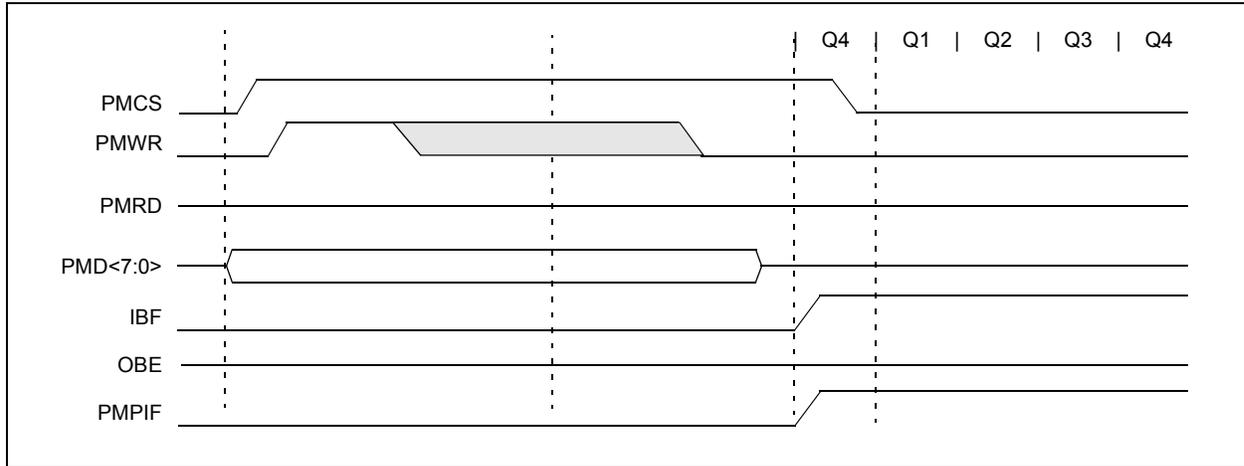 | Q4 | Q1 | Q2 | Q3 | Q4
PMCS
PMWR
PMRD
PMD<7:0>
IBF
OBE
PMPIF